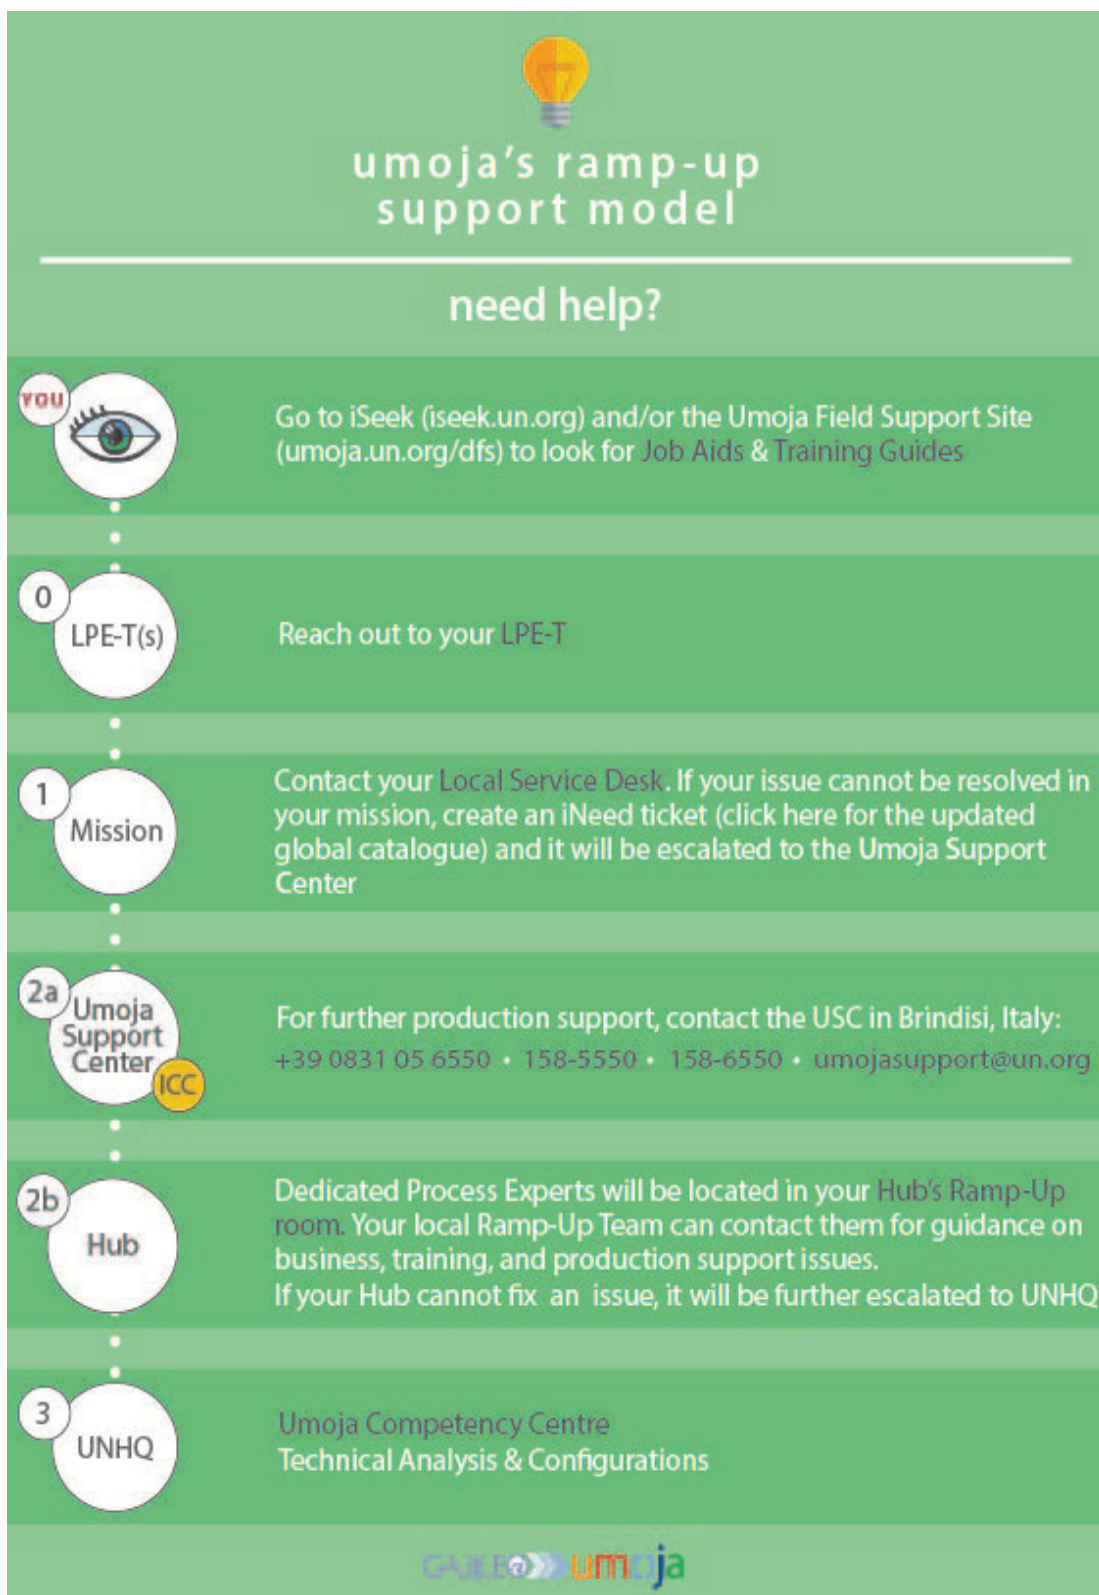 umoja's ramp-up
support model
need help?
YOU
Go to iSeek (iseek.un.org) and/or the Umoja Field Support Site
(umoja.un.org/dfs) to look for Job Aids & Training Guides
0
LPE-T(s)
Reach out to your LPE-T
1
Mission
Contact your Local Service Desk. If your issue cannot be resolved in
your mission, create an iNeed ticket (click here for the updated
global catalogue) and it will be escalated to the Umoja Support
Center
2a
Umoja
Support
Center
ICC
For further production support, contact the USC in Brindisi, Italy:
+39 0831 05 6550 • 158-5550 • 158-6550 • umojasupport@un.org
2b
Hub
Dedicated Process Experts will be located in your Hub's Ramp-Up
room. Your local Ramp-Up Team can contact them for guidance on
business, training, and production support issues.
If your Hub cannot fix an issue, it will be further escalated to UNHQ
3
UNHQ
Umoja Competency Centre
Technical Analysis & Configurations
umoja